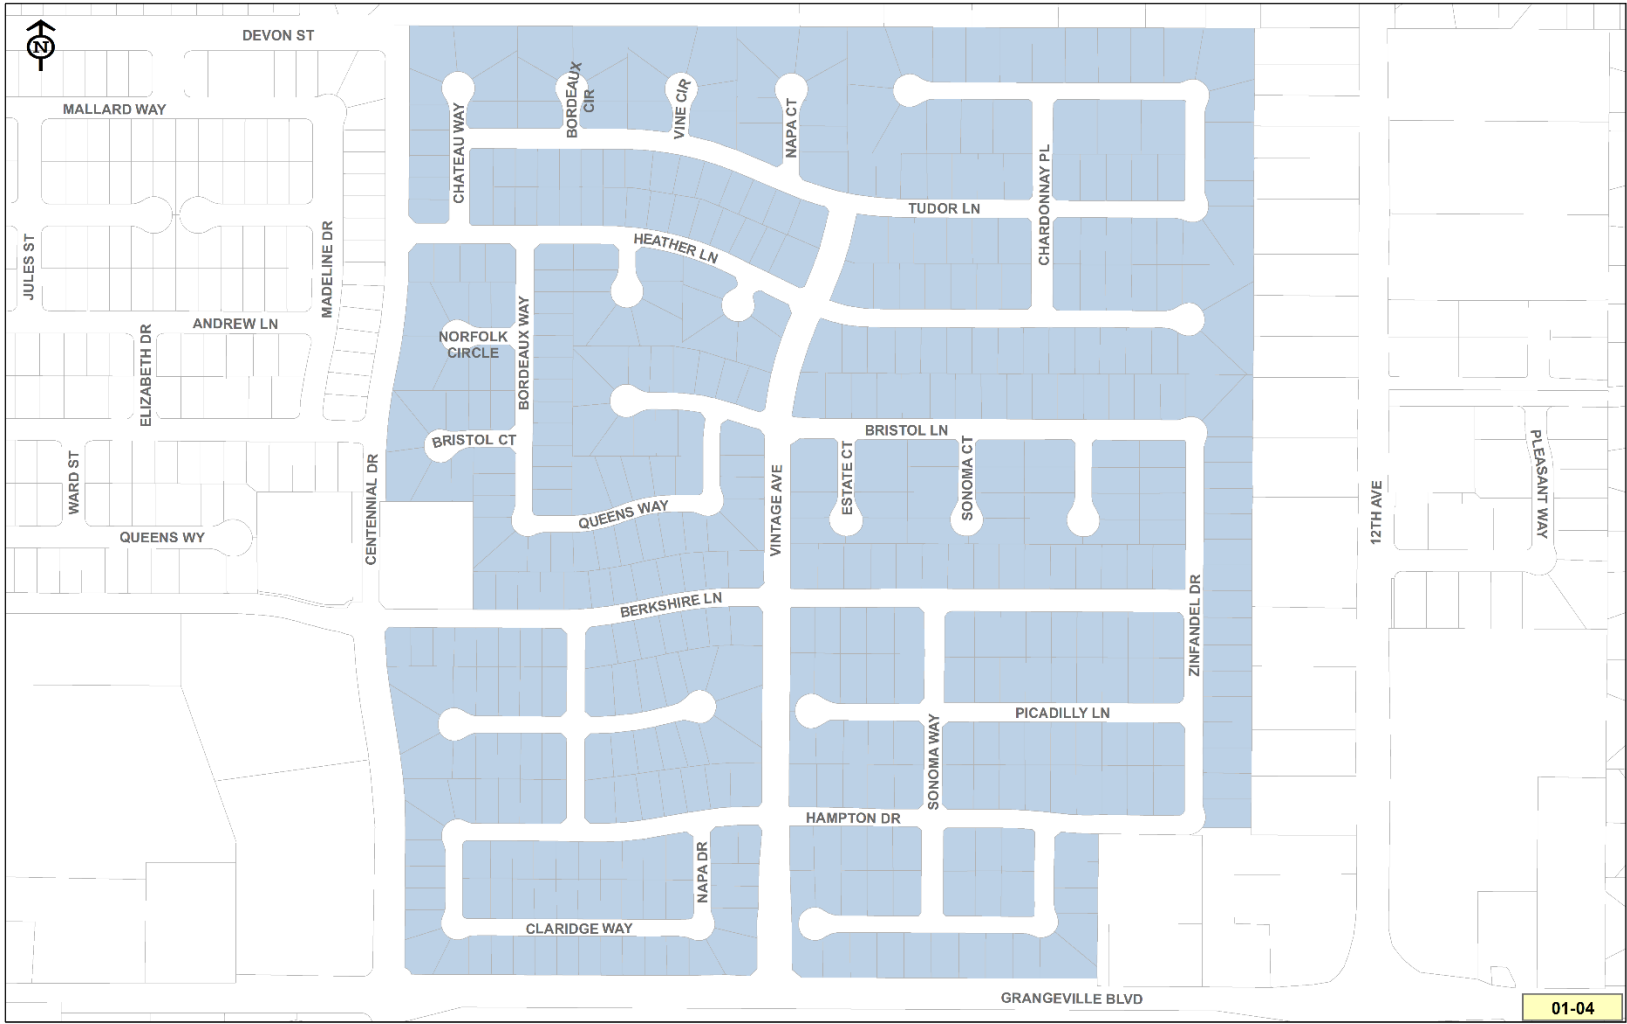 N
DEVON ST
MALLARD WAY
BORDEAUX
CIR
VINE CIR
NAPA CT
CHATEAU WAY
CHARDONNAY PL
TUDOR LN
JULES ST
MADELINE DR
HEATHER LN
ANDREW LN
ELIZABETH DR
NORFOLK
CIRCLE
BORDEAUX WAY
BRISTOL CT
BRISTOL LN
WARD ST
CENTENNIAL DR
ESTATE CT
SONOMA CT
PLEASANT WAY
VINTAGE AVE
12TH AVE
QUEENS WAY
QUEENS WY
BERKSHIRE LN
ZINFANDEL DR
PICADILLY LN
SONOMA WAY
HAMPTON DR
NAPA DR
CLARIDGE WAY
GRANGEVILLE BLVD
01-04